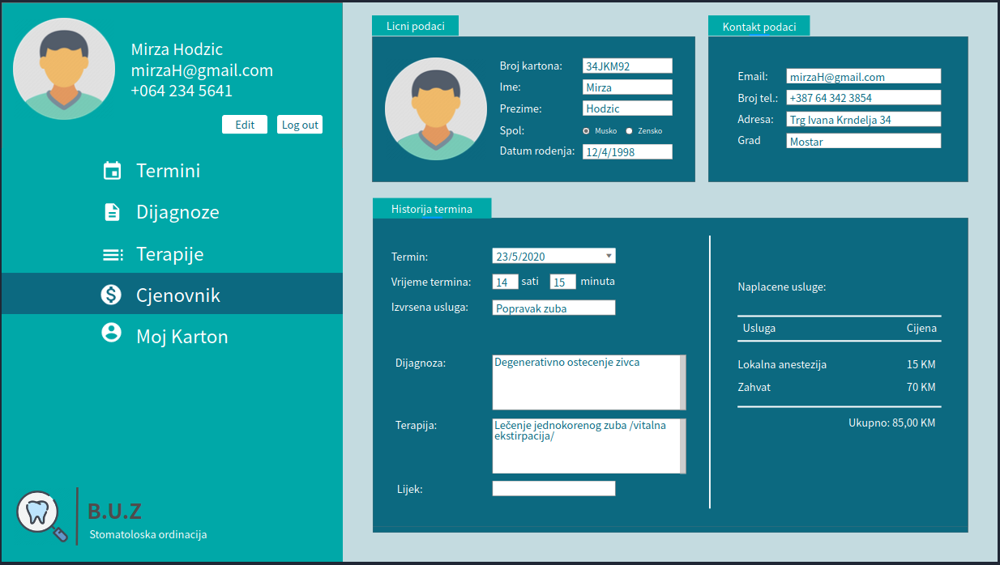 Mirza Hodzic
mirzaH@gmail.com
+064 234 5641
Edit
Log out
Termini
Dijagnoze
Terapije
Cjenovnik
Moj Karton
B.U.Z
Stomatoloska ordinacija
Licni podaci
Broj kartona: 34JKM92
Ime: Mirza
Prezime: Hodzic
Spol: Musko Zensko
Datum rodenja: 12/4/1998
Kontakt podaci
Email: mirzaH@gmail.com
Broj tel.: +387 64 342 3854
Adresa: Trg Ivana Krndelja 34
Grad Mostar
Historija termina
Termin: 23/5/2020
Vrijeme termina: 14 sati 15 minuta
Izvrsena usluga: Popravak zuba
Dijagnoza: Degenerativno ostecenje zivca
Terapija: Lečenje jednokorenog zuba /vitalna
ekstirpacija/
Lijek:
Naplacene usluge:
Usluga Cijena
Lokalna anestezija 15 KM
Zahvat 70 KM
Ukupno: 85,00 KM